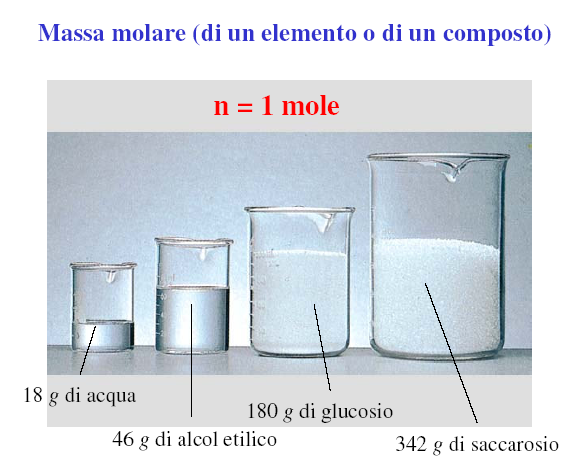 Massa molare (di un elemento o di un composto)
n = 1 mole
18 g di acqua
180 g di glucosio
46 g di alcol etilico
342 g di saccarosio